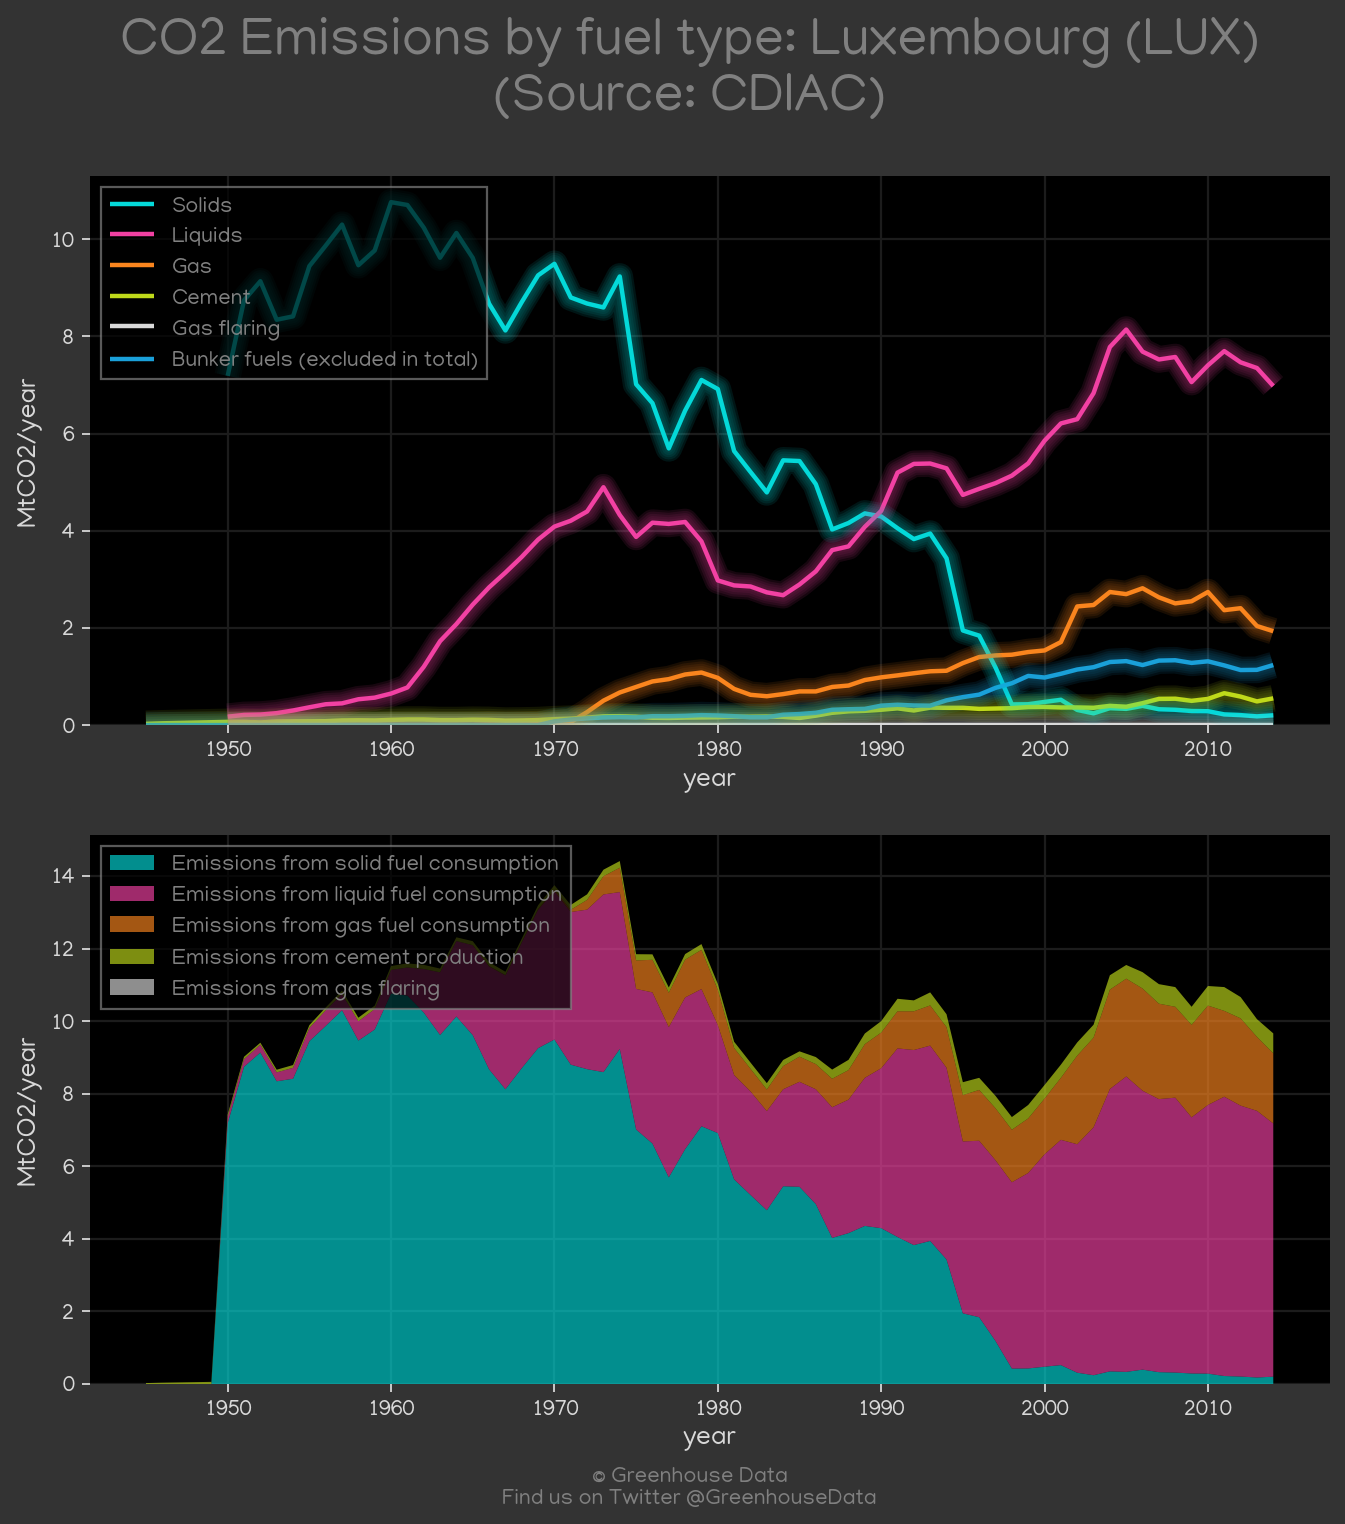 CO2 Emissions by fuel type: Luxembourg (LUX)
(Source: CDIAC)
Solids
Liquids
Gas
Cement
Gas flaring
Bunker fuels (excluded in total)
MtCO2/year
10
8
6
4
2
0
1950 1960 1970 1980 1990 2000 2010
year
Emissions from solid fuel consumption
Emissions from liquid fuel consumption
Emissions from gas fuel consumption
Emissions from cement production
Emissions from gas flaring
MtCO2/year
14
12
10
8
6
4
2
0
1950 1960 1970 1980 1990 2000 2010
year
© Greenhouse Data
Find us on Twitter @GreenhouseData